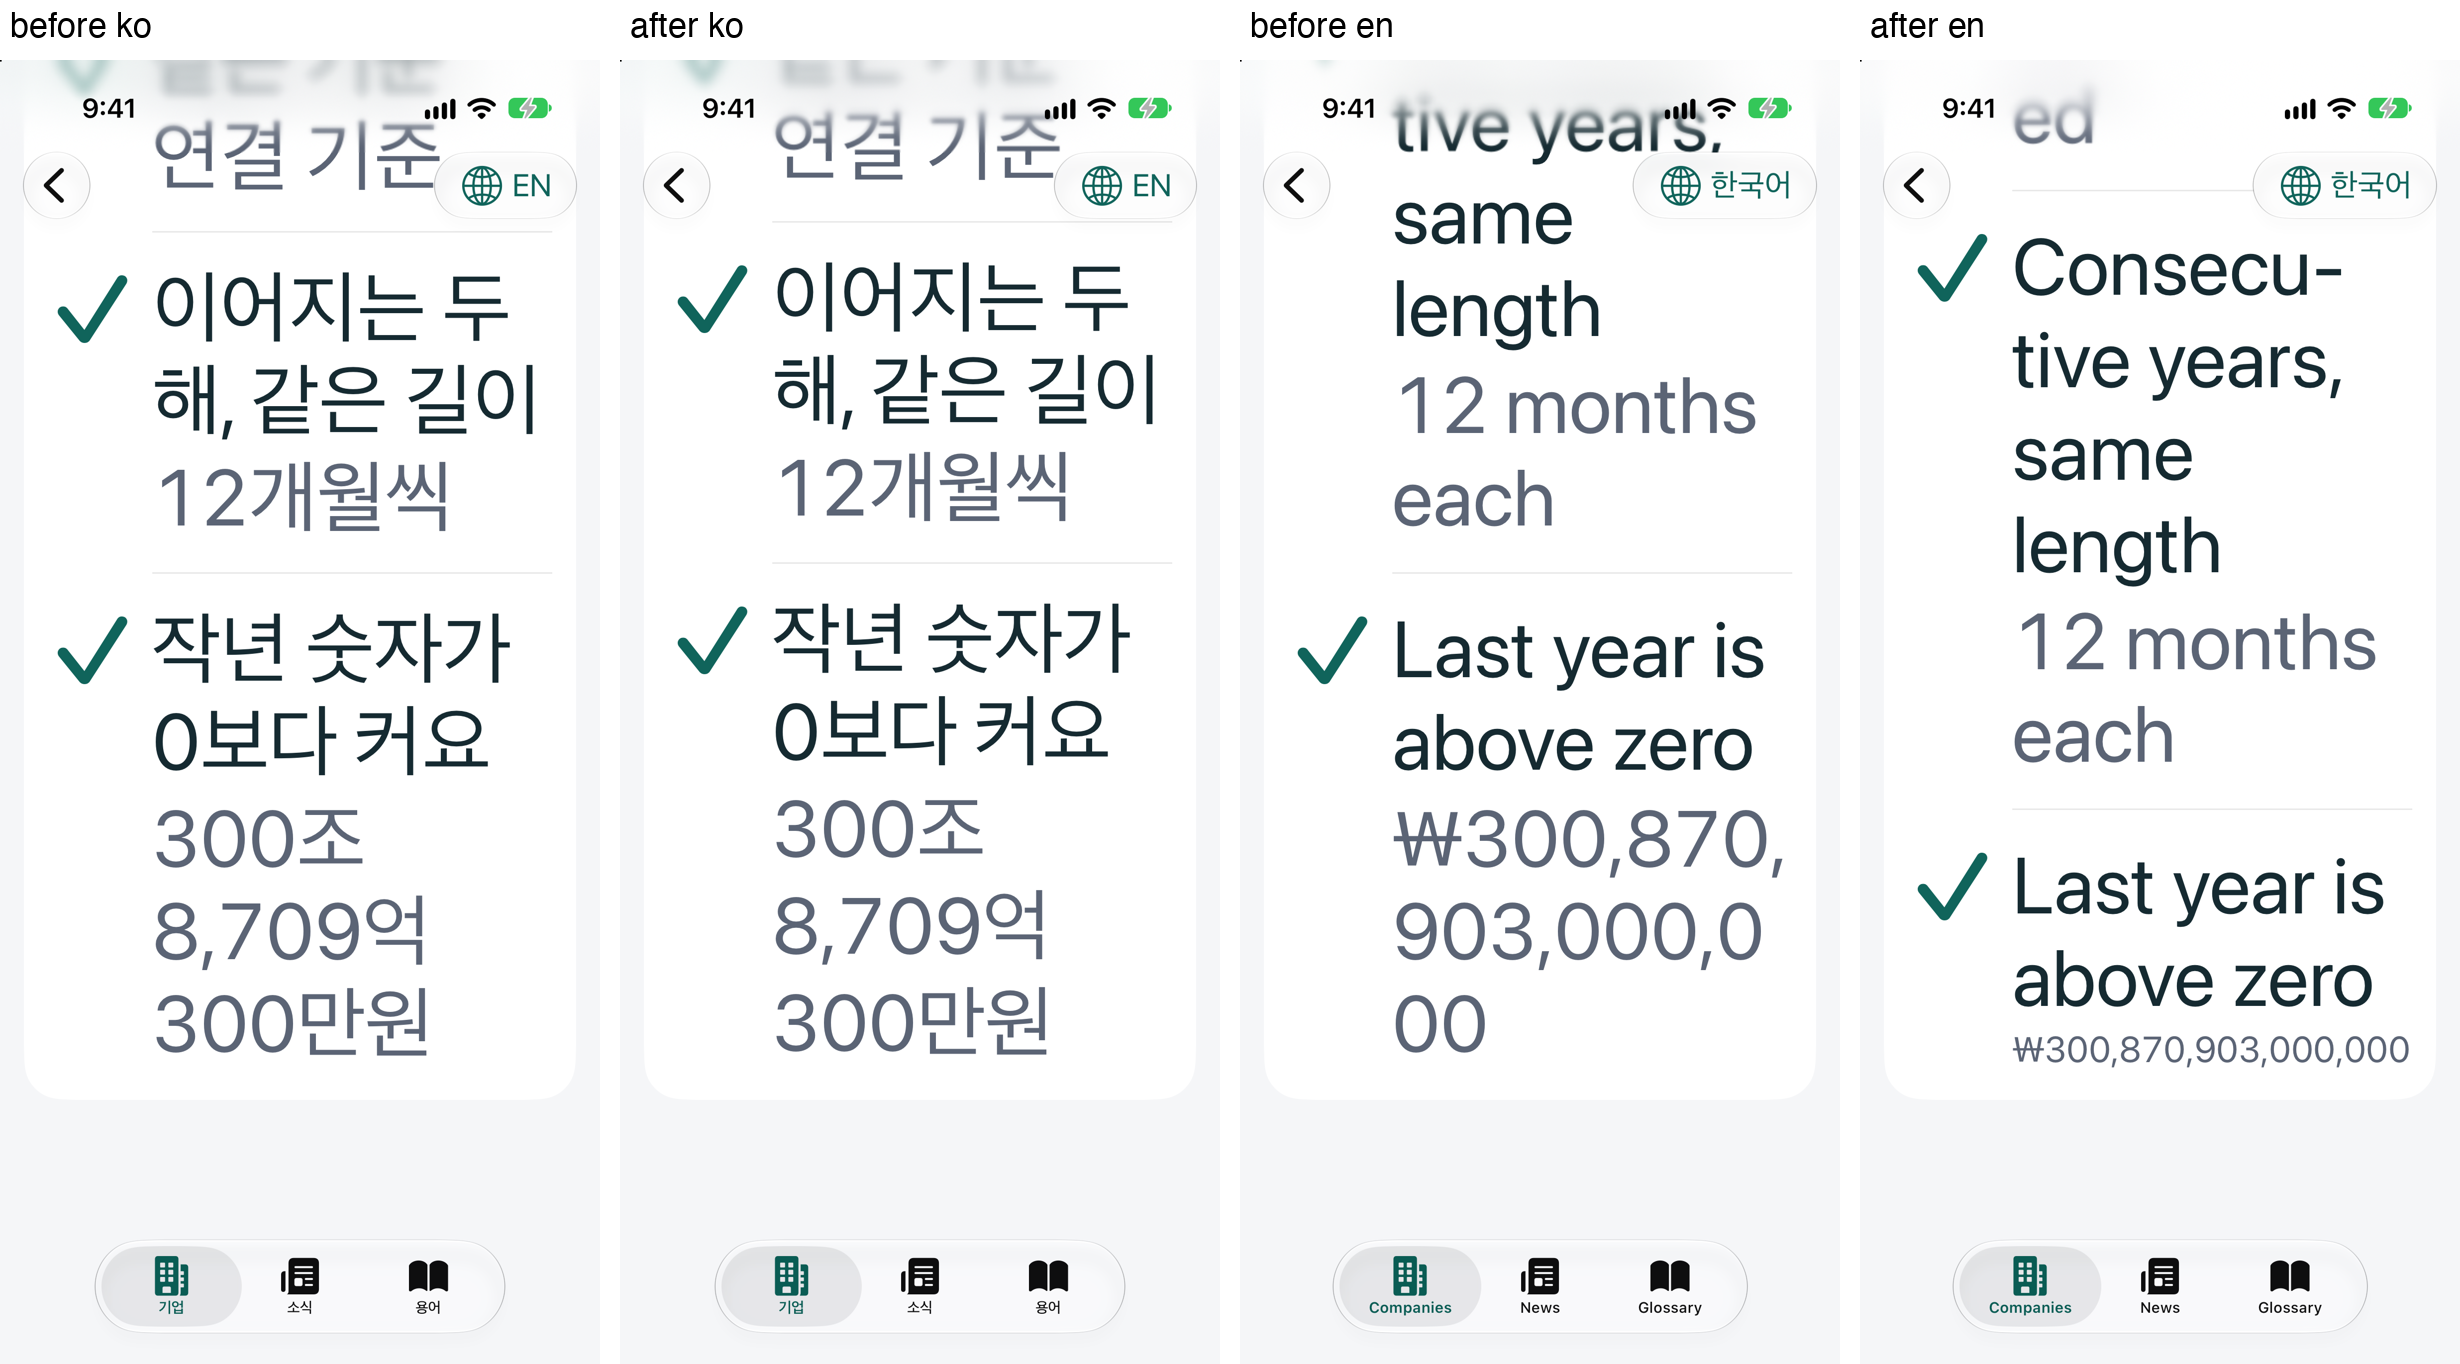 before ko
9:41
연결 기준
EN
이어지는 두
해, 같은 길이
12개월씩
작년 숫자가
0보다 커요
300조
8,709억
300만원
기업
소식
용어
after ko
9:41
연결 기준
EN
이어지는 두
해, 같은 길이
12개월씩
작년 숫자가
0보다 커요
300조
8,709억
300만원
기업
소식
용어
before en
9:41
tive years,
한국어
same
length
12 months
each
Last year is
above zero
₩300,870,
903,000,0
00
Companies
News
Glossary
after en
9:41
ed
한국어
Consecu-
tive years,
same
length
12 months
each
Last year is
above zero
₩300,870,903,000,000
Companies
News
Glossary